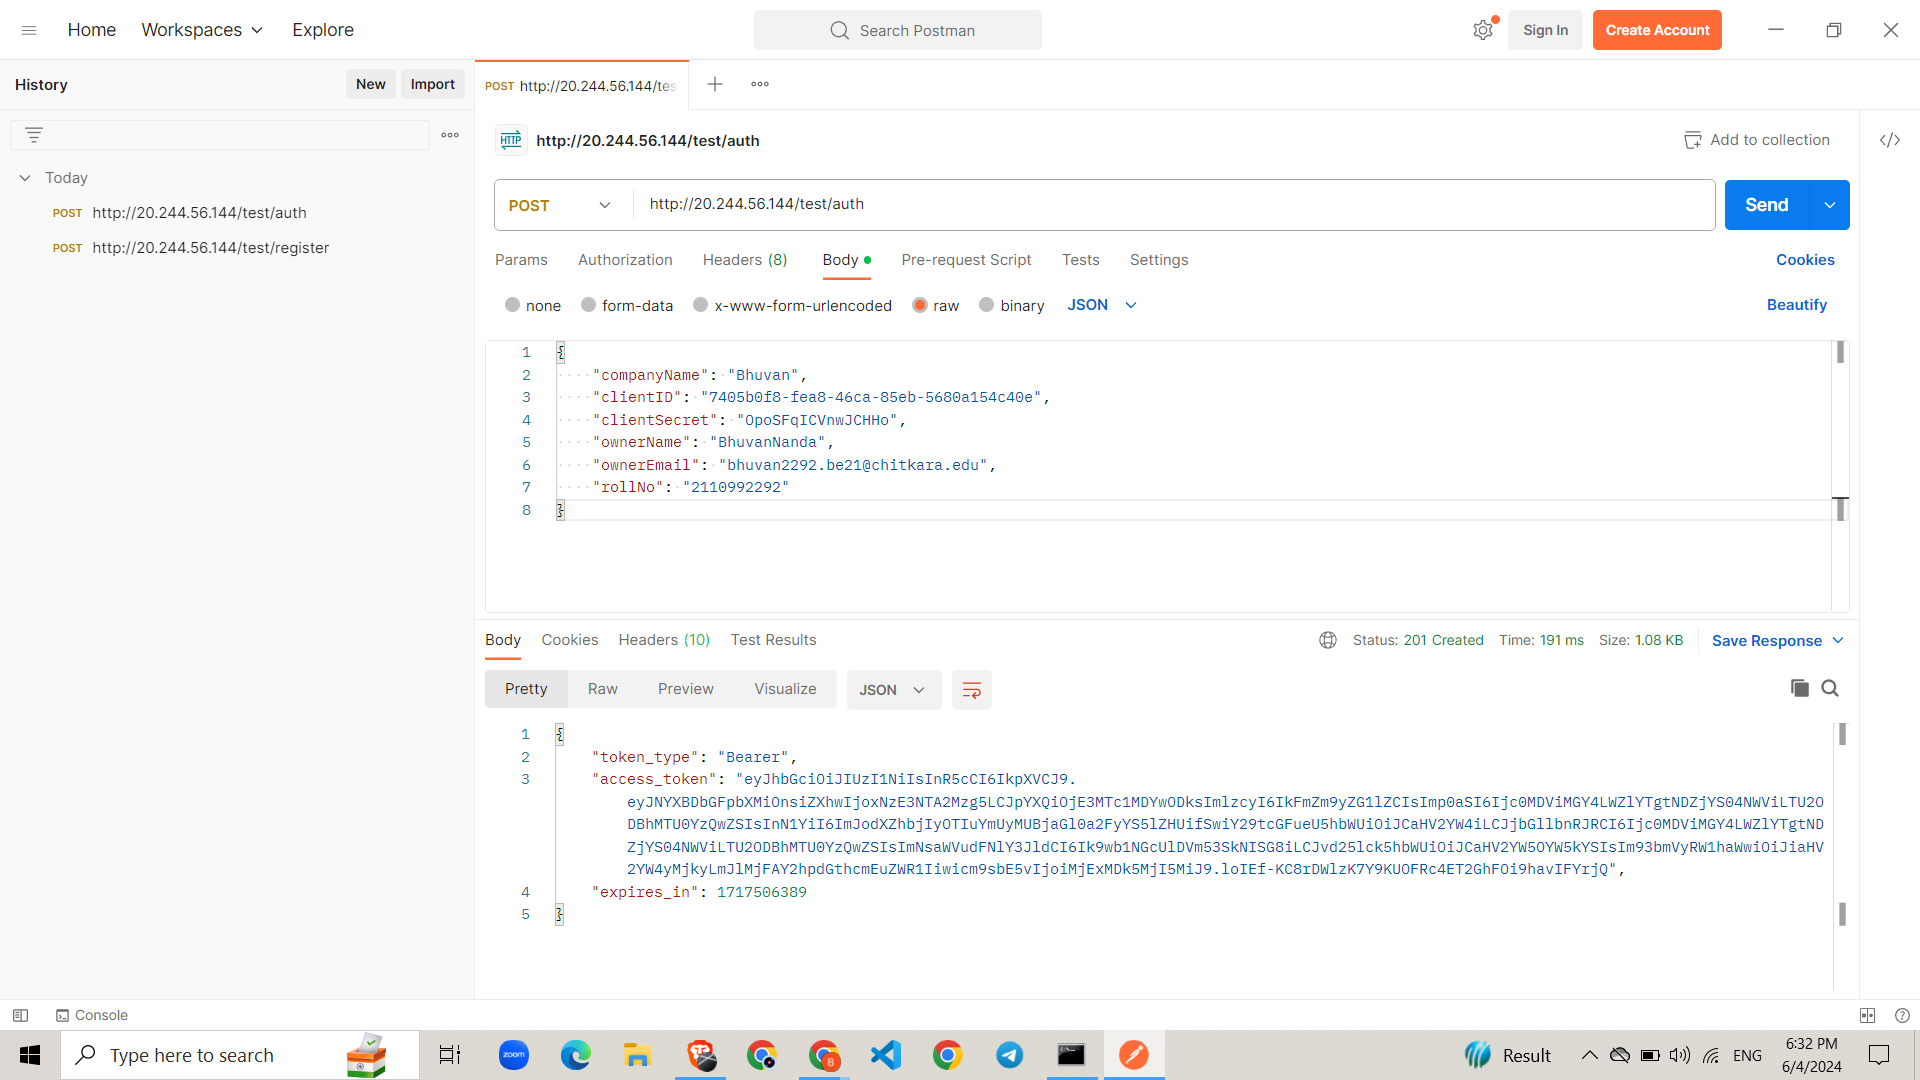 Home Workspaces Explore Search Postman Sign In Create Account
History New Import POST http://20.244.56.144/tes
HTTP http://20.244.56.144/test/auth Add to collection
Today
POST http://20.244.56.144/test/auth
POST http://20.244.56.144/test/register
POST http://20.244.56.144/test/auth Send
Params Authorization Headers (8) Body Pre-request Script Tests Settings Cookies
none form-data x-www-form-urlencoded raw binary JSON Beautify
1 {
2 "companyName": "Bhuvan",
3 "clientID": "7405b0f8-fea8-46ca-85eb-5680a154c40e",
4 "clientSecret": "OpoSFqICVnwJCHHo",
5 "ownerName": "BhuvanNanda",
6 "ownerEmail": "bhuvan2292.be21@chitkara.edu",
7 "rollNo": "2110992292"
8 }
Body Cookies Headers (10) Test Results Status: 201 Created Time: 191 ms Size: 1.08 KB Save Response
Pretty Raw Preview Visualize JSON
1 {
2 "token_type": "Bearer",
3 "access_token": "eyJhbGciOiJIUzI1NiIsInR5cCI6IkpXVCJ9.
eyJNYXBDbGFpbXMiOnsiZXhwIjoxNzE3NTA2Mzg5LCJpYXQiOjE3MTc1MDYwODksImlzcyI6IkFmZm9yZG1lZCIsImp0aSI6Ijc0MDViMGY4LWZlYTgtNDZjYS04NWViLTU2O
DBhMTU0YzQwZSIsInN1YiI6ImJodXZhbjIyOTIuYmUyMUBjaGl0a2FyYS5lZHUifSwiY29tcGFueU5hbWUiOiJCaHV2YW4iLCJjbGllbnRJRCI6Ijc0MDViMGY4LWZlYTgtND
ZjYS04NWViLTU2ODBhMTU0YzQwZSIsImNsaWVudFNlY3JldCI6Ik9wb1NGcUlDVm53SkNISG8iLCJvd25lck5hbWUiOiJCaHV2YW5OYW5kYSIsIm93bmVyRW1haWwiOiJiaHV
2YW4yMjkyLmJlMjFAY2hpdGthcmEuZWR1Iiwicm9sbE5vIjoiMjExMDk5MjI5MiJ9.loIEf-KC8rDWlzK7Y9KUOFRc4ET2GhFOi9havIFYrjQ",
4 "expires_in": 1717506389
5 }
Console
Type here to search zoom B Result ENG 6:32 PM
6/4/2024